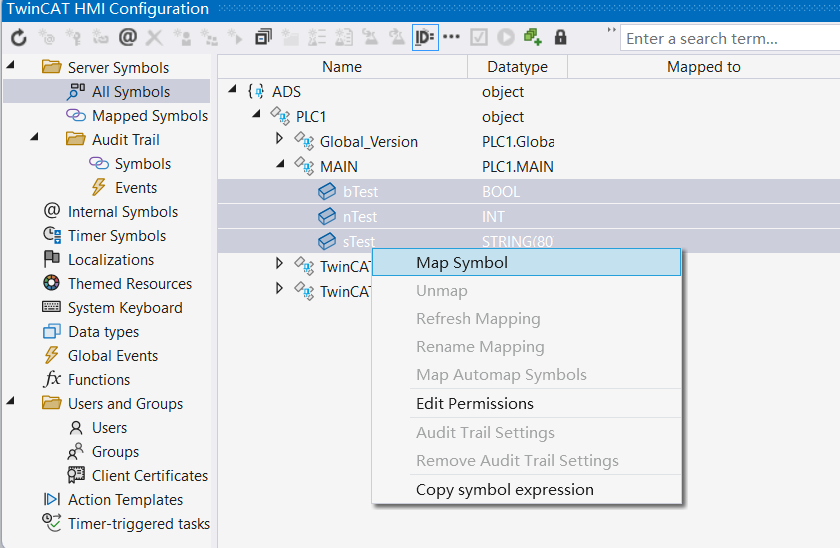 TwinCAT HMI Configuration
Enter a search term...
Server Symbols
All Symbols
Mapped Symbols
Audit Trail
Symbols
Events
Internal Symbols
Timer Symbols
Localizations
Themed Resources
System Keyboard
Data types
Global Events
Functions
Users and Groups
Users
Groups
Client Certificates
Action Templates
Timer-triggered tasks
Name Datatype Mapped to
ADS object
PLC1 object
Global_Version PLC1.Globa
MAIN PLC1.MAIN
bTest BOOL
nTest INT
sTest STRING(80
TwinCAT
TwinCAT
Map Symbol
Unmap
Refresh Mapping
Rename Mapping
Map Automap Symbols
Edit Permissions
Audit Trail Settings
Remove Audit Trail Settings
Copy symbol expression